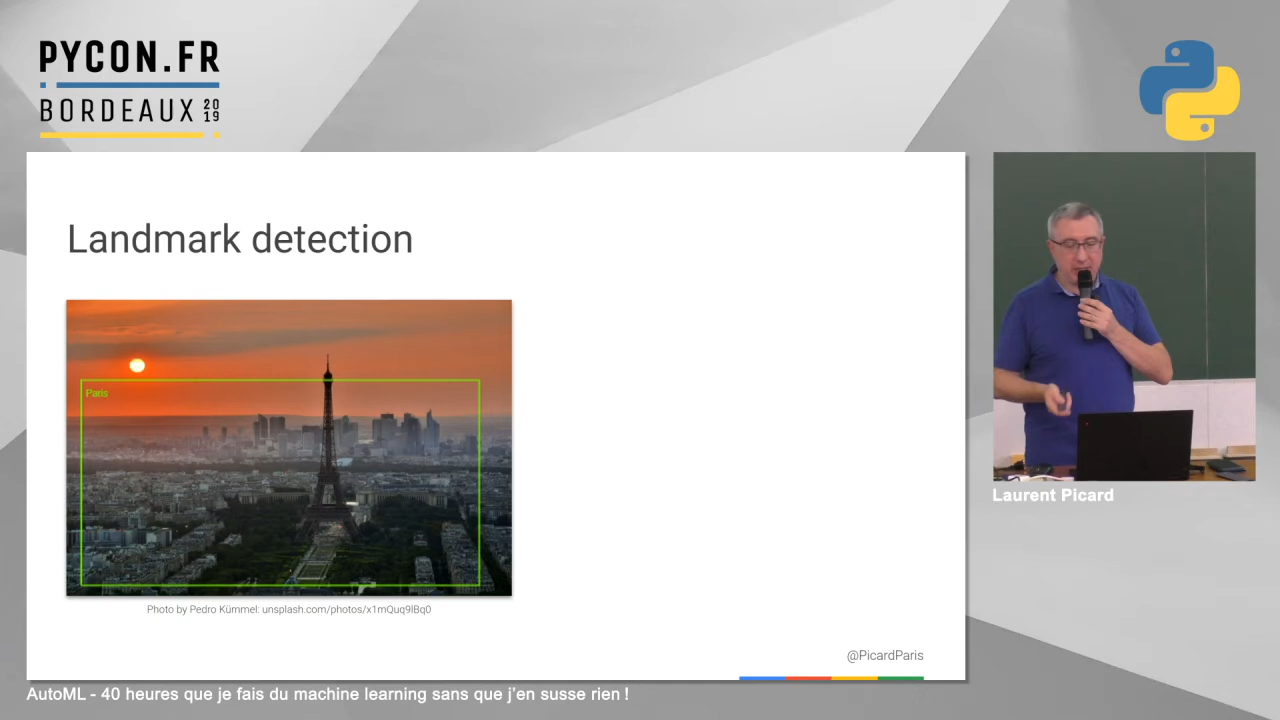 PYCON.FR
BORDEAUX 2019
Landmark detection
Paris
Photo by Pedro Kümmel: unsplash.com/photos/x1mQuq9lBq0
@PicardParis
Laurent Picard
AutoML - 40 heures que je fais du machine learning sans que j'en susse rien !